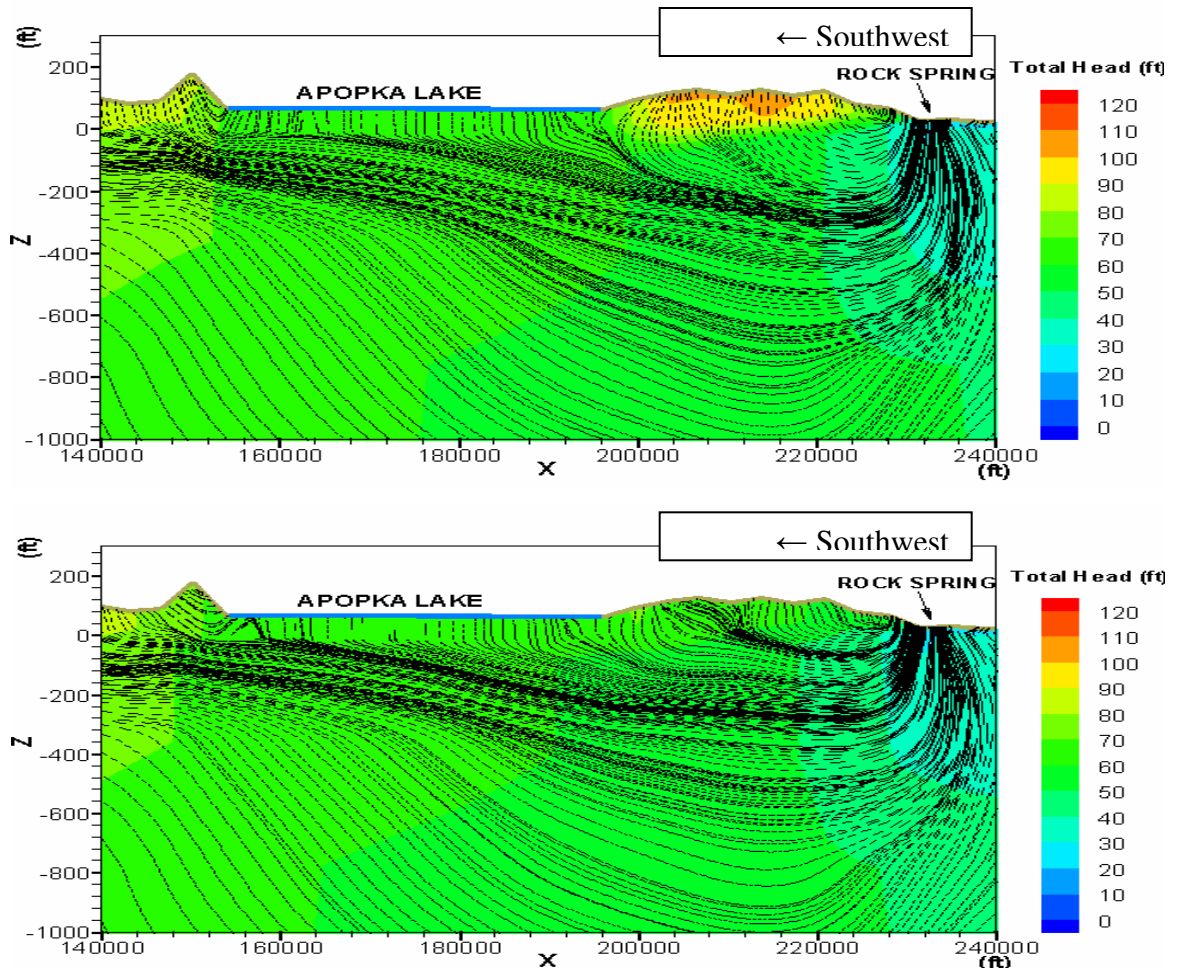 ← Southwest
(ft)
ROCK SPRING
Total Head (ft)
APOPKA LAKE
200
0
-200
-400
-600
-800
-1000
Z
120
110
100
90
80
70
60
50
40
30
20
10
0
140000 160000 180000 200000 220000 240000
X (ft)
← Southwest
(ft)
ROCK SPRING
Total Head (ft)
APOPKA LAKE
200
0
-200
-400
-600
-800
-1000
Z
120
110
100
90
80
70
60
50
40
30
20
10
0
140000 160000 180000 200000 220000 240000
X (ft)